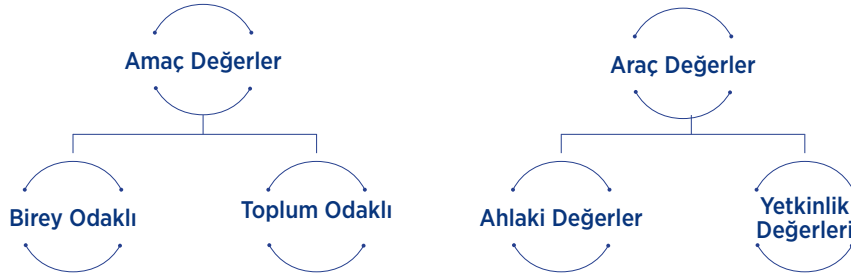 Amaç Değerler
Araç Değerler
Birey Odaklı
Toplum Odaklı
Ahlaki Değerler
Yetkinlik
Değerleri